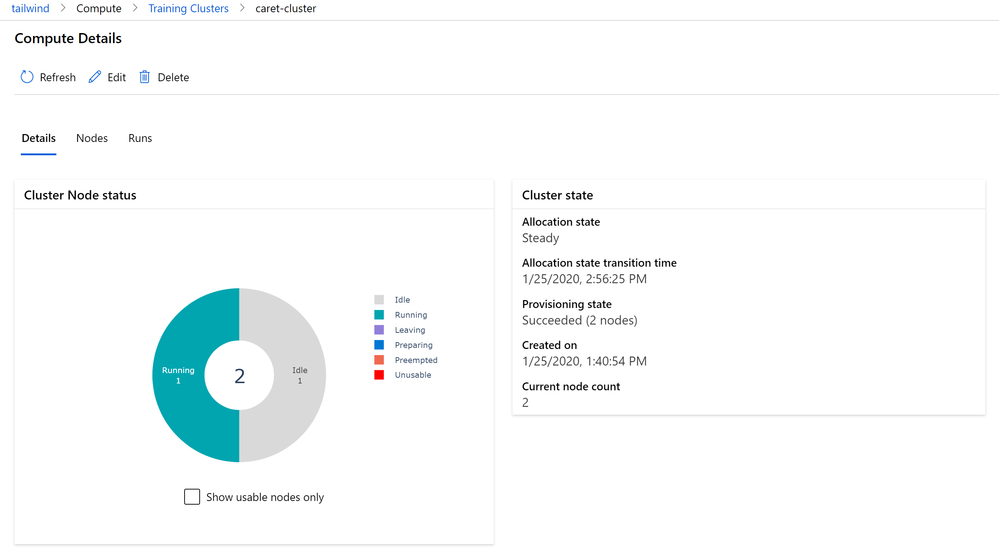 tailwind > Compute > Training Clusters > caret-cluster
Compute Details
Refresh Edit Delete
Details Nodes Runs
Cluster Node status
Running
1
2
Idle
1
Idle
Running
Leaving
Preparing
Preempted
Unusable
Show usable nodes only
Cluster state
Allocation state
Steady
Allocation state transition time
1/25/2020, 2:56:25 PM
Provisioning state
Succeeded (2 nodes)
Created on
1/25/2020, 1:40:54 PM
Current node count
2